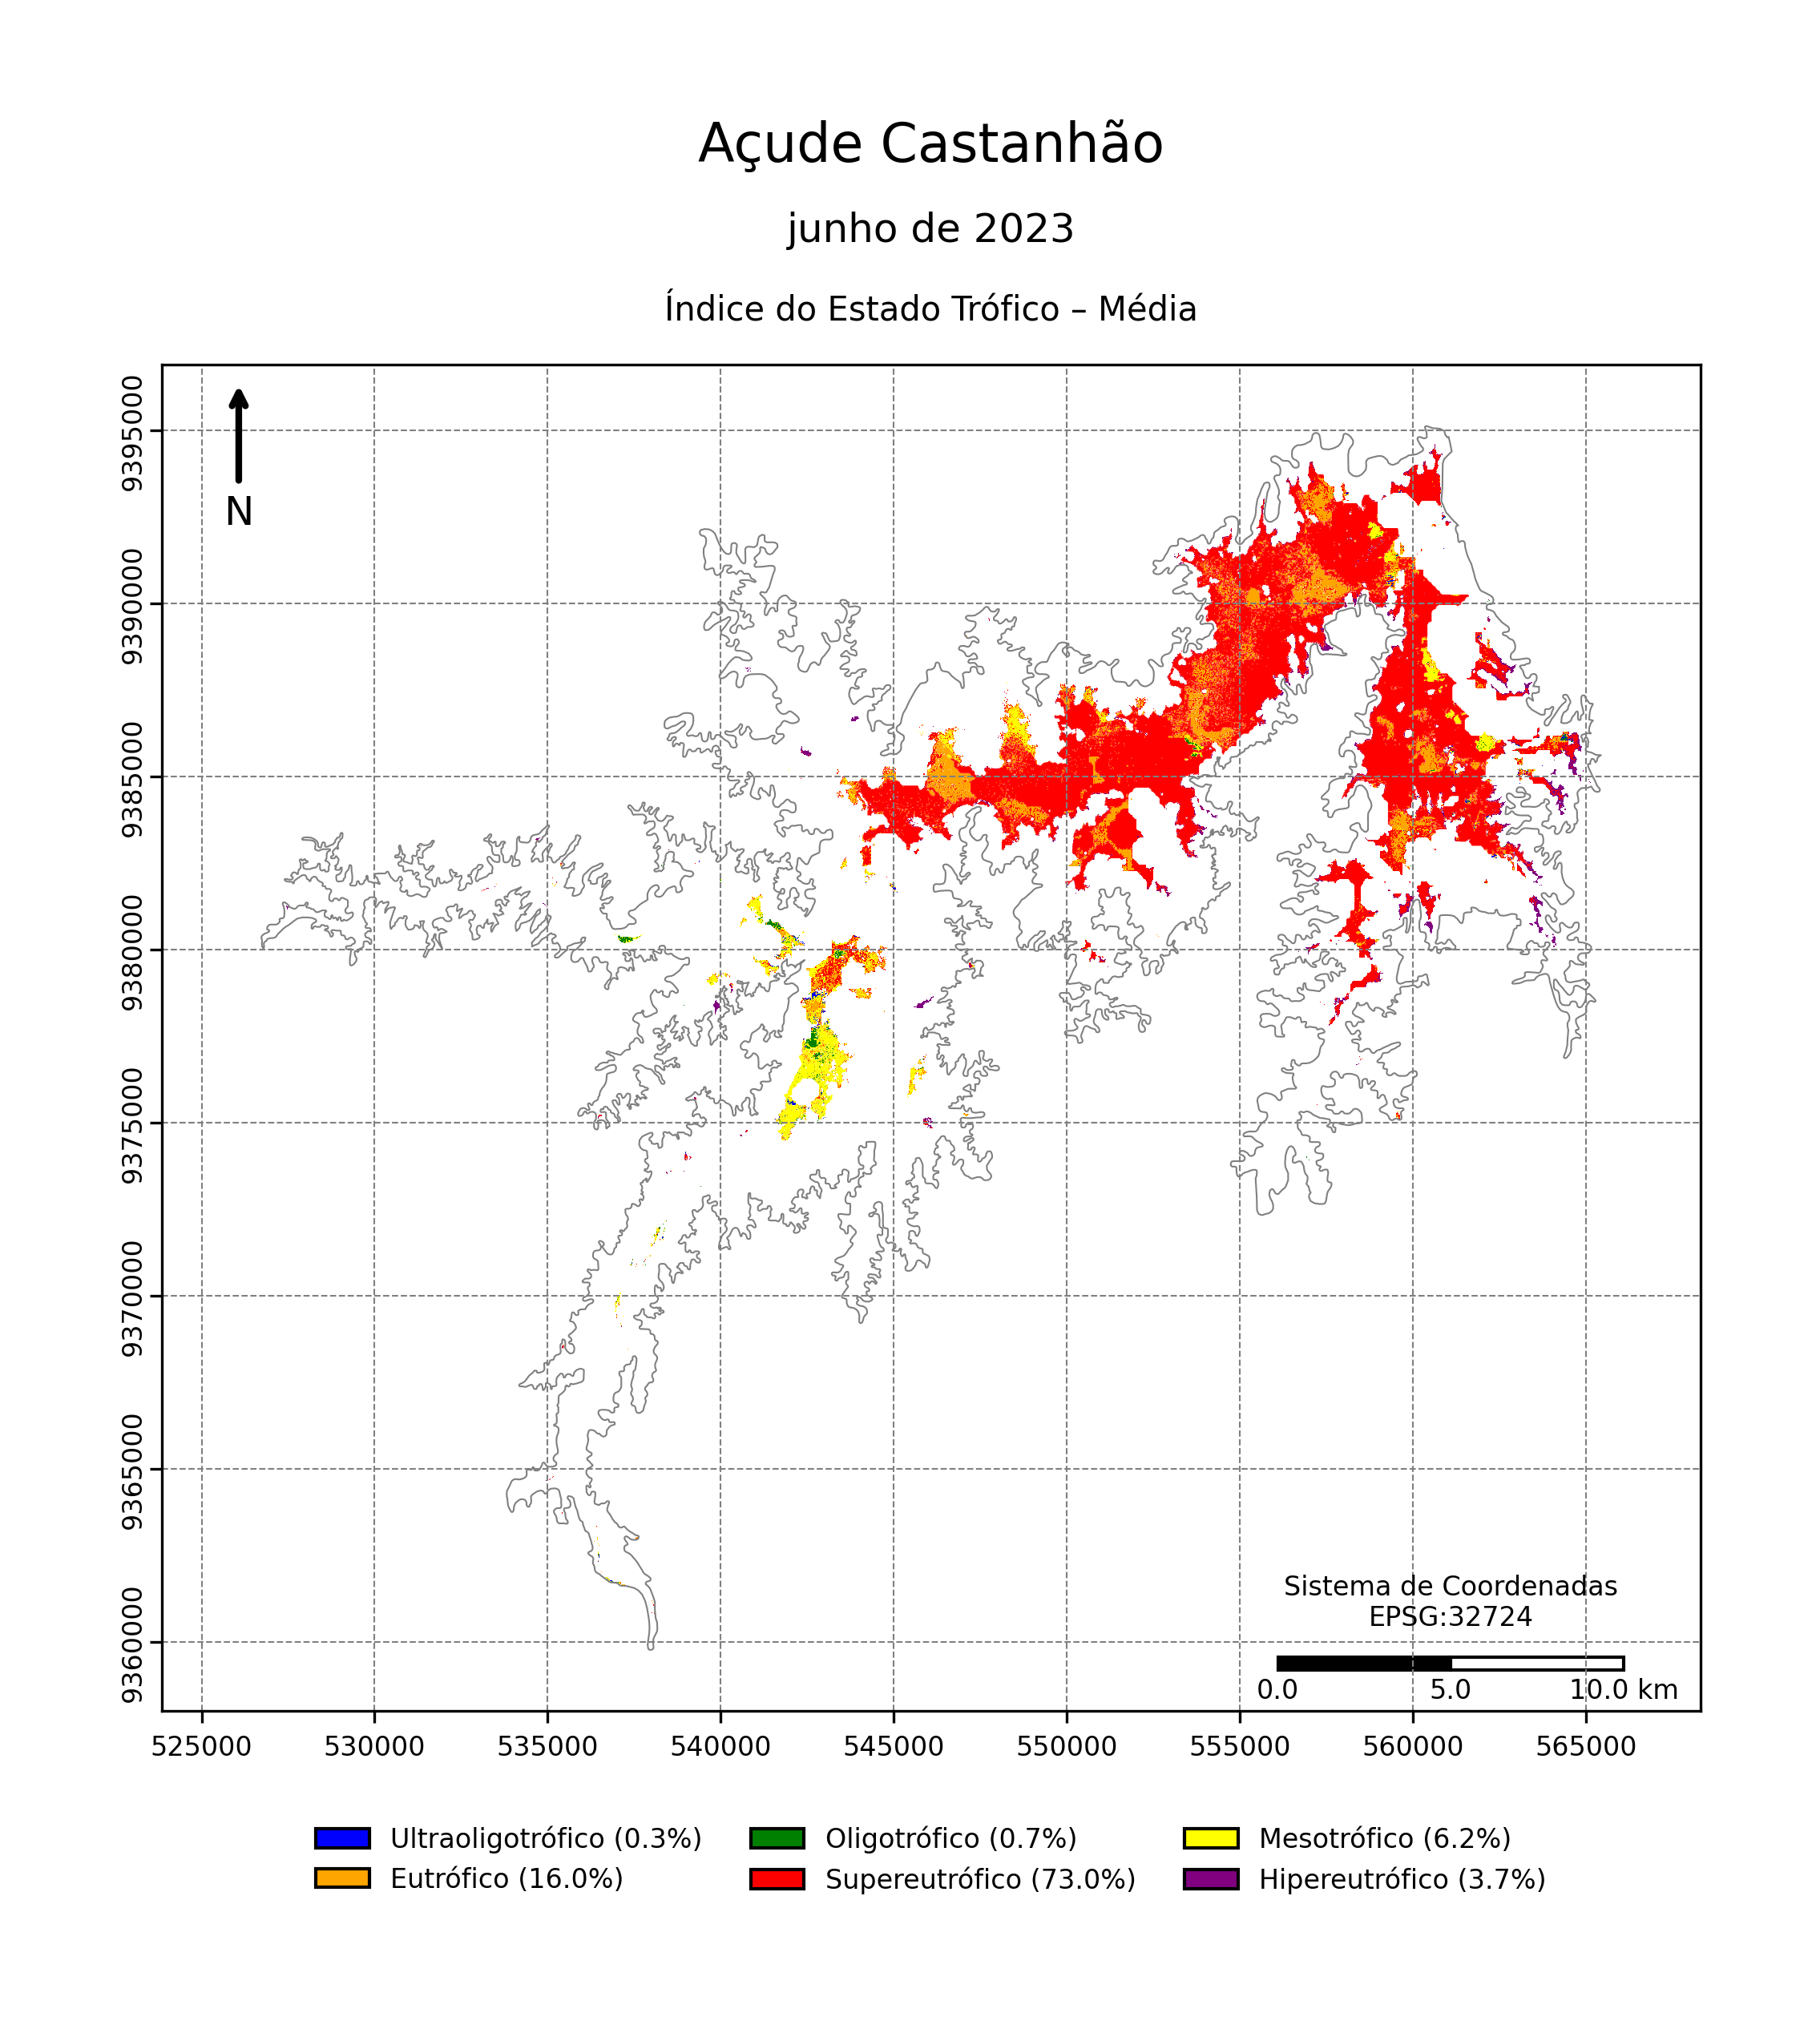 Açude Castanhão
junho de 2023
Índice do Estado Trófico – Média
N
9395000
9390000
9385000
9380000
9375000
9370000
9365000
9360000
Sistema de Coordenadas
EPSG:32724
0.0 5.0 10.0 km
525000 530000 535000 540000 545000 550000 555000 560000 565000
Ultraoligotrófico (0.3%) Oligotrófico (0.7%) Mesotrófico (6.2%)
Eutrófico (16.0%) Supereutrófico (73.0%) Hipereutrófico (3.7%)